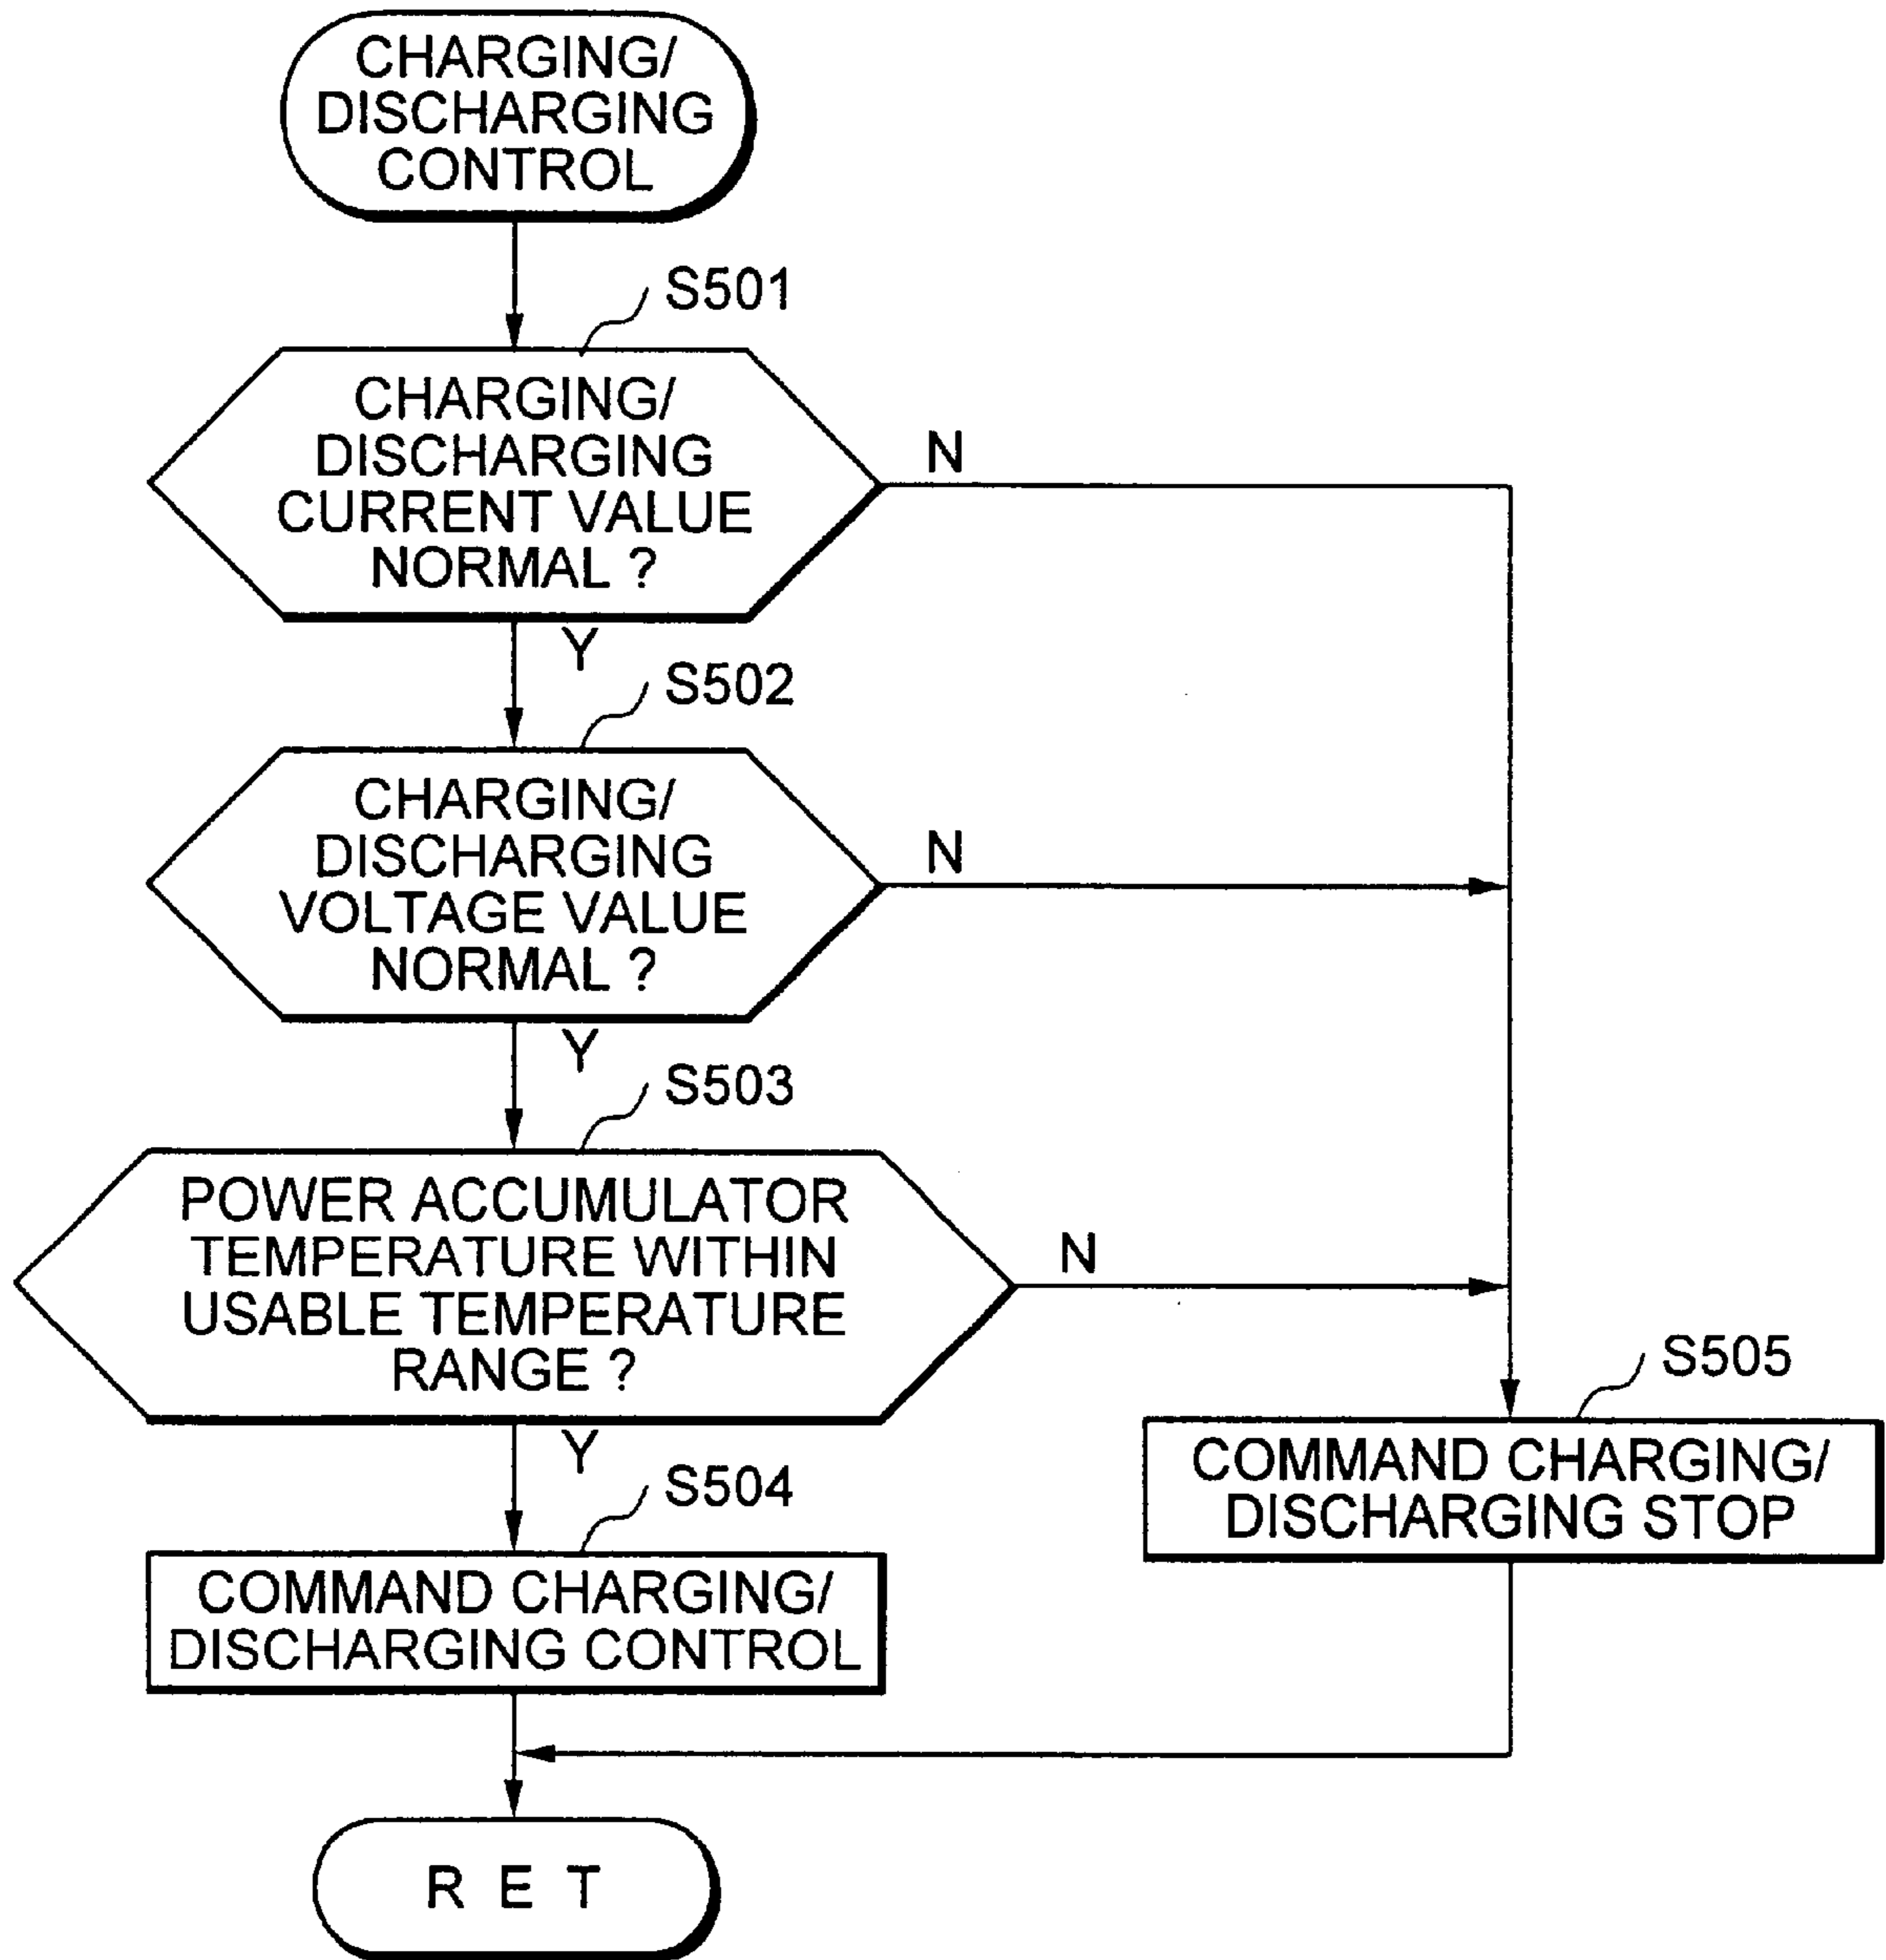 CHARGING/
DISCHARGING
CONTROL
S501
CHARGING/
DISCHARGING
CURRENT VALUE
NORMAL ?
N
Y
S502
CHARGING/
DISCHARGING
VOLTAGE VALUE
NORMAL ?
N
Y
S503
POWER ACCUMULATOR
TEMPERATURE WITHIN
USABLE TEMPERATURE
RANGE ?
N
Y
S504
COMMAND CHARGING/
DISCHARGING CONTROL
S505
COMMAND CHARGING/
DISCHARGING STOP
R E T